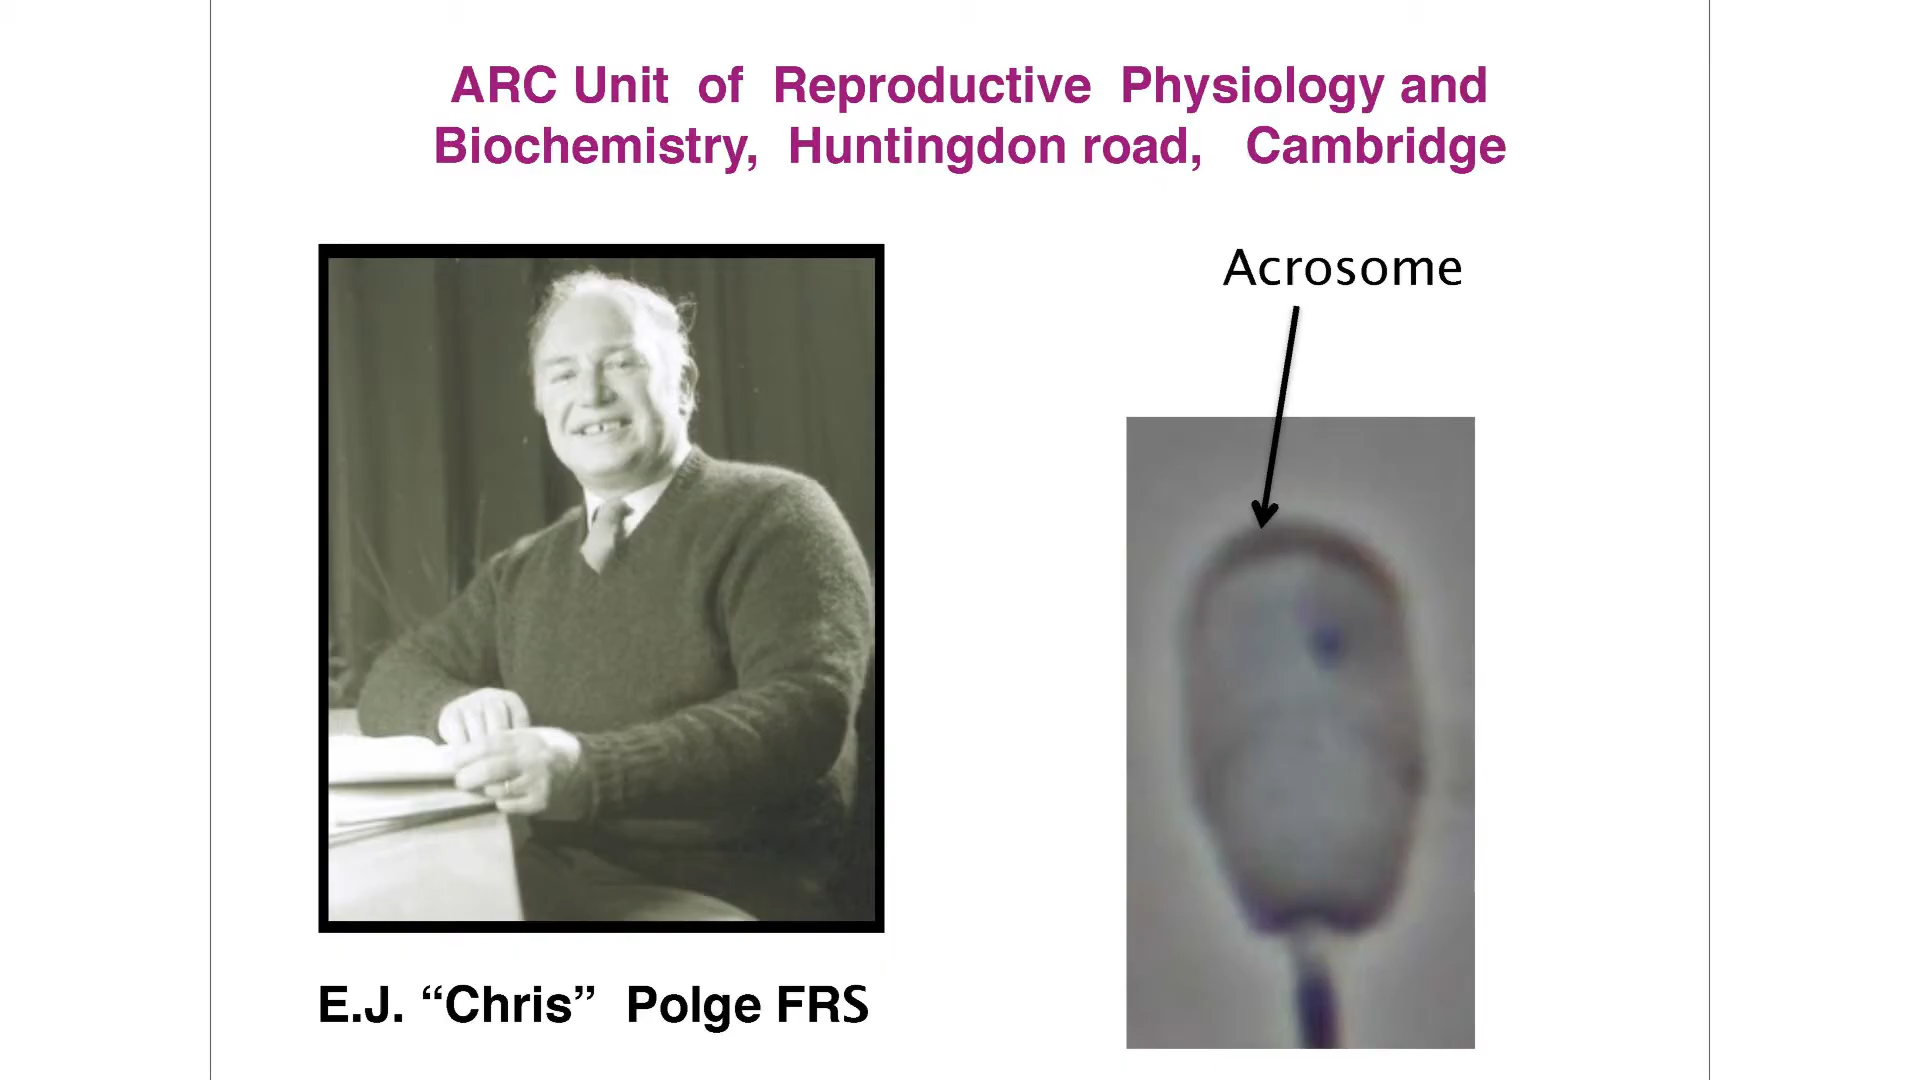 ARC Unit of Reproductive Physiology and
Biochemistry, Huntingdon road, Cambridge
Acrosome
E.J. “Chris” Polge FRS